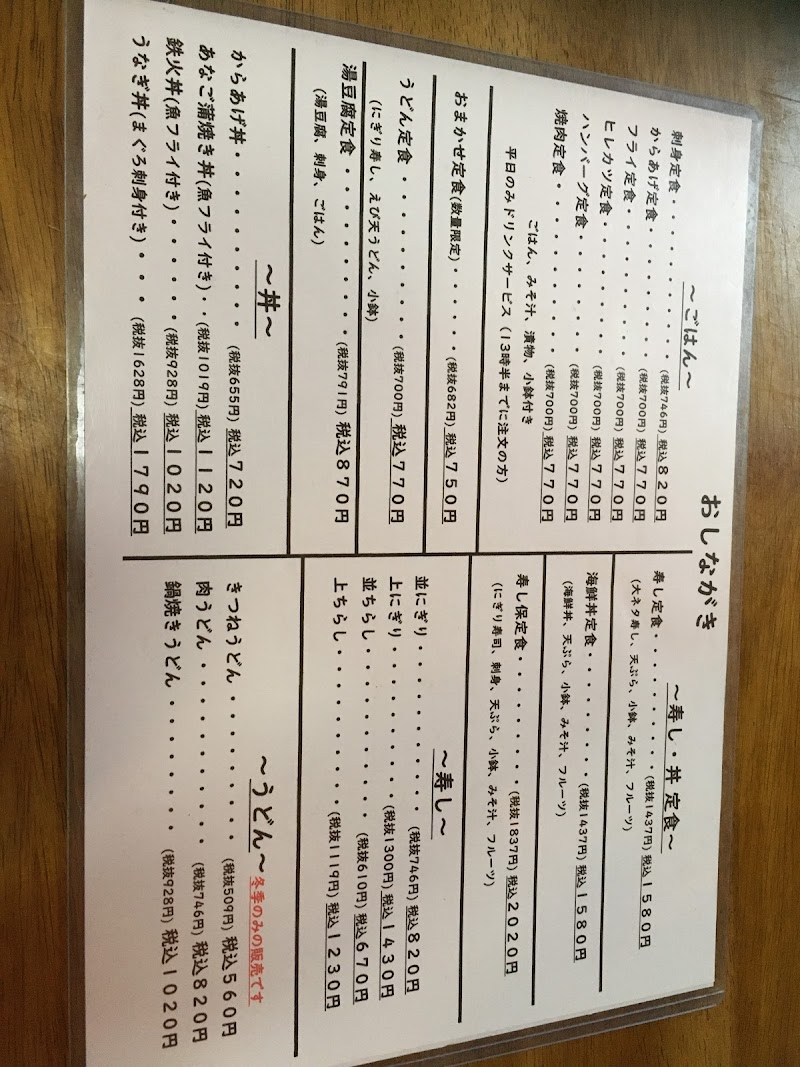 おしながき
～ごはん～
刺身定食・・・・・・・・・・・(税抜746円) 税込820円
からあげ定食・・・・・・・・・(税抜700円) 税込770円
フライ定食・・・・・・・・・・(税抜700円) 税込770円
ヒレカツ定食・・・・・・・・・(税抜700円) 税込770円
ハンバーグ定食・・・・・・・・(税抜700円) 税込770円
焼肉定食・・・・・・・・・・・(税抜700円) 税込770円
ごはん、みそ汁、漬物、小鉢付き
平日のみドリンクサービス（13時半までに注文の方）
おまかせ定食(数量限定)・・・・・・(税抜682円) 税込750円
うどん定食・・・・・・・・・・・(税抜700円) 税込770円
(にぎり寿し、えび天うどん、小鉢)
湯豆腐定食・・・・・・・・・・・(税抜791円) 税込870円
(湯豆腐、刺身、ごはん)
～丼～
からあげ丼・・・・・・・・・・・(税抜655円) 税込720円
あなご蒲焼き丼(魚フライ付き)・・(税抜1019円) 税込1120円
鉄火丼(魚フライ付き)・・・・・(税抜928円) 税込1020円
うなぎ丼(まぐろ刺身付き)・・・(税抜1628円) 税込1790円
～寿し・丼 定食～
寿し定食・・・・・・・・・・・(税抜1437円) 税込1580円
(大ネタ寿し、天ぷら、小鉢、みそ汁、フルーツ)
海鮮丼定食・・・・・・・・・・(税抜1437円) 税込1580円
(海鮮丼、天ぷら、小鉢、みそ汁、フルーツ)
寿し保定食・・・・・・・・・・(税抜1837円) 税込2020円
(にぎり寿司、刺身、天ぷら、小鉢、みそ汁、フルーツ)
～寿し～
並にぎり・・・・・・・・・・・(税抜746円) 税込820円
上にぎり・・・・・・・・・・・(税抜1300円) 税込1430円
並ちらし・・・・・・・・・・・(税抜610円) 税込670円
上ちらし・・・・・・・・・・・(税抜1119円) 税込1230円
～うどん～冬季のみの販売です
きつねうどん・・・・・・・・・(税抜509円) 税込560円
肉うどん・・・・・・・・・・・(税抜746円) 税込820円
鍋焼きうどん・・・・・・・・・(税抜928円) 税込1020円